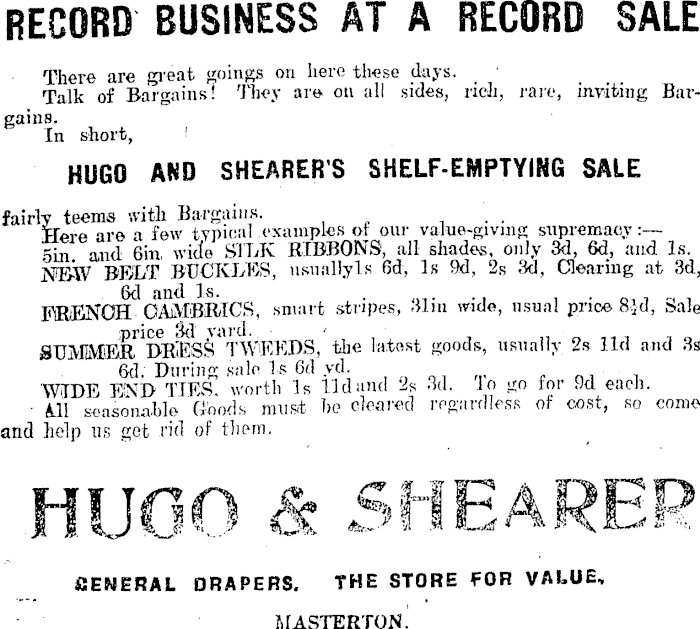 RECORD BUSINESS AT A RECORD SALE
There are great goings on here these days.
Talk of Bargains! They are on all sides, rich, rare, inviting Bar-
gains.
In short,
HUGO AND SHEARER'S SHELF-EMPTYING SALE
fairly teems with Bargains.
Here are a few typical examples of our value-giving supremacy:—
5in. and 6in. wide SILK RIBBONS, all shades, only 3d, 6d, and 1s.
NEW BELT BUCKLES, usually1s 6d, 1s 9d, 2s 3d, Clearing at 3d,
6d and 1s.
FRENCH CAMBRICS, smart stripes, 31in wide, usual price 8½d, Sale
price 3d yard.
SUMMER DRESS TWEEDS, the latest goods, usually 2s 11d and 3s
6d. During sale 1s 6d yd.
WIDE END TIES, worth 1s 11d and 2s 3d. To go for 9d each.
All seasonable Goods must be cleared regardless of cost, so come
and help us get rid of them.
HUGO & SHEARER
GENERAL DRAPERS. THE STORE FOR VALUE,
MASTERTON.